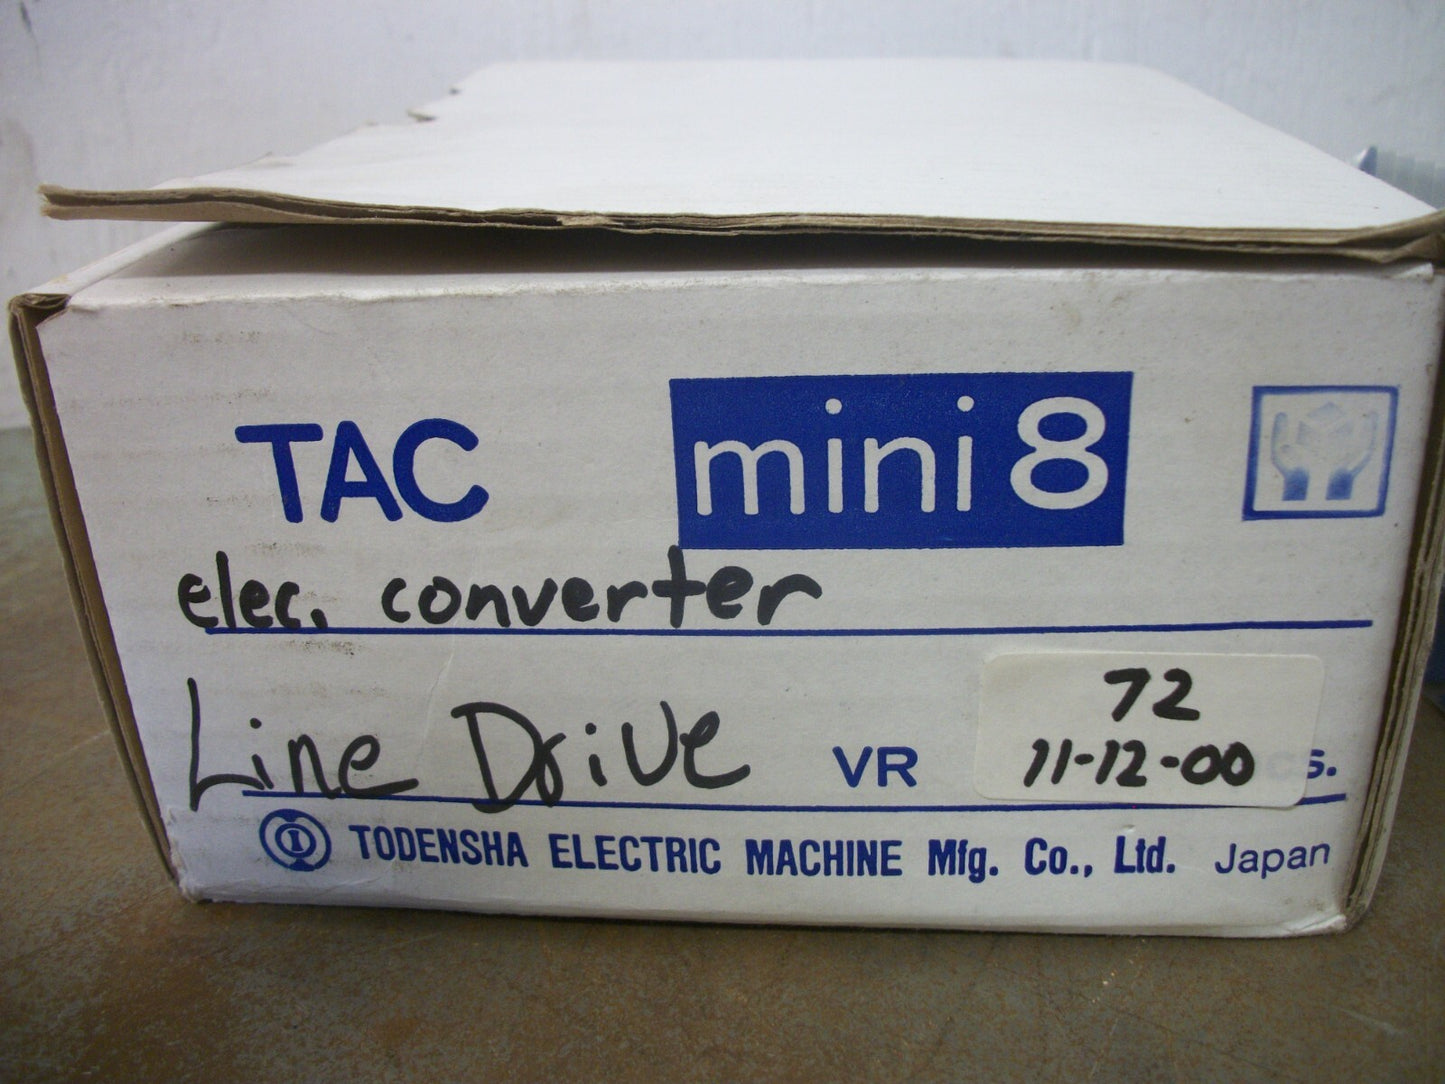 TAC mini 8
elec. converter
72
Line Drive VR 11-12-00 cs.
TODENSHA ELECTRIC MACHINE Mfg. Co., Ltd. Japan